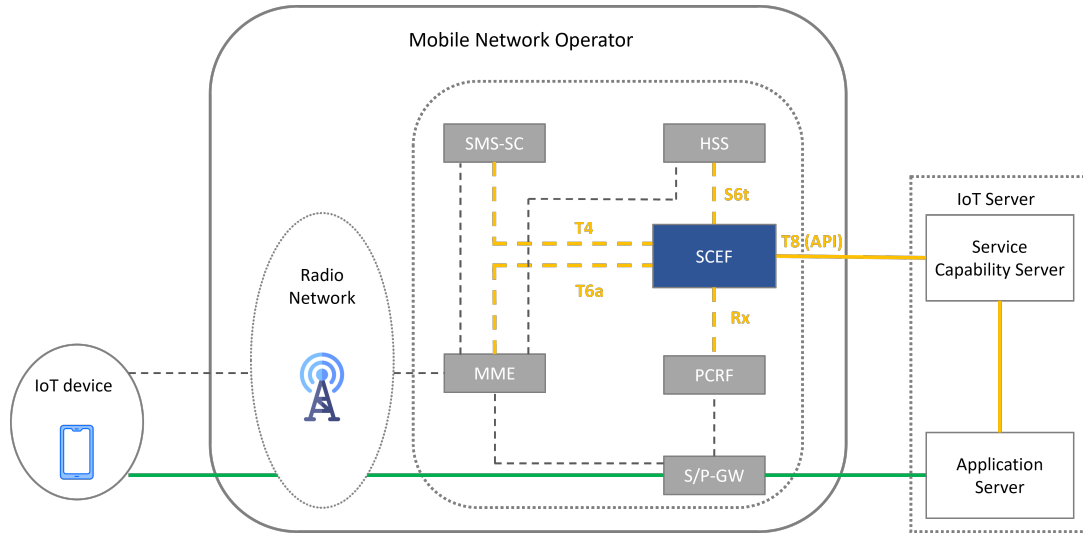 Mobile Network Operator
SMS-SC
HSS
S6t
IoT Server
T4
T8 (API)
SCEF
Service
Capability Server
Radio
Network
T6a
Rx
IoT device
MME
PCRF
S/P-GW
Application
Server